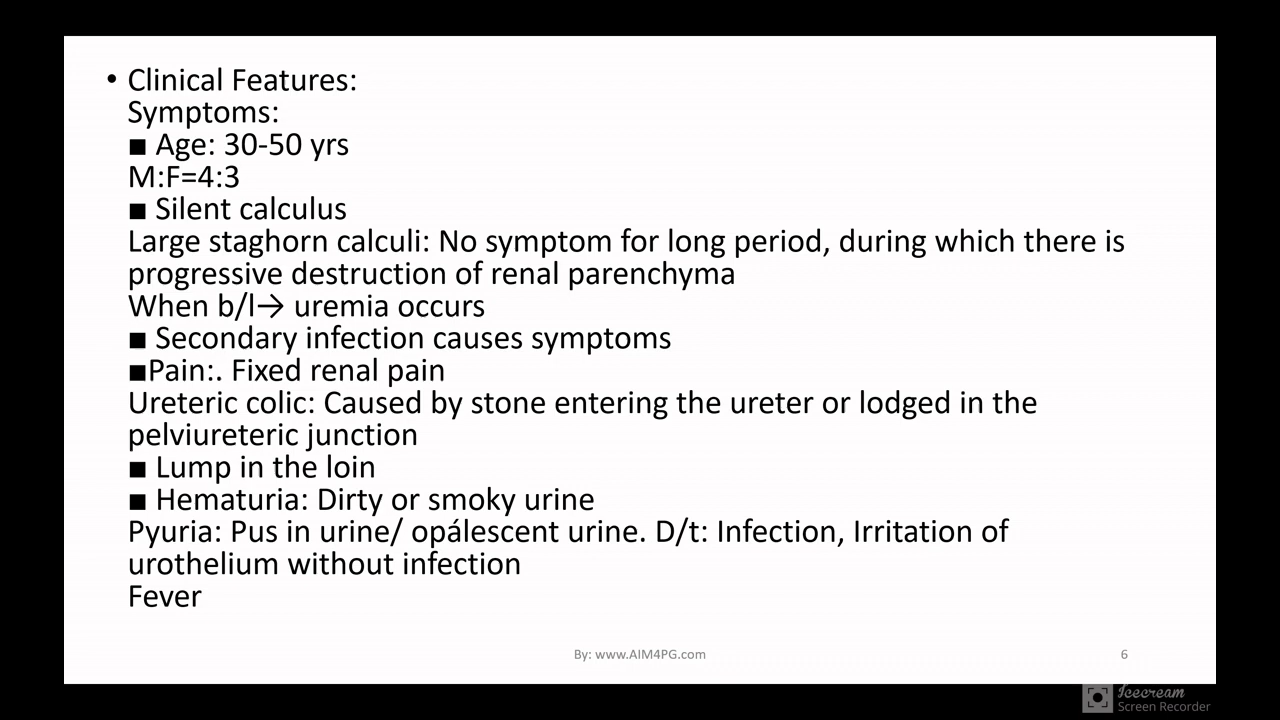 • Clinical Features:
Symptoms:
■ Age: 30-50 yrs
M:F=4:3
■ Silent calculus
Large staghorn calculi: No symptom for long period, during which there is
progressive destruction of renal parenchyma
When b/l→ uremia occurs
■ Secondary infection causes symptoms
■Pain:. Fixed renal pain
Ureteric colic: Caused by stone entering the ureter or lodged in the
pelviureteric junction
■ Lump in the loin
■ Hematuria: Dirty or smoky urine
Pyuria: Pus in urine/ opálescent urine. D/t: Infection, Irritation of
urothelium without infection
Fever
By: www.AIM4PG.com 6
Icecream
Screen Recorder